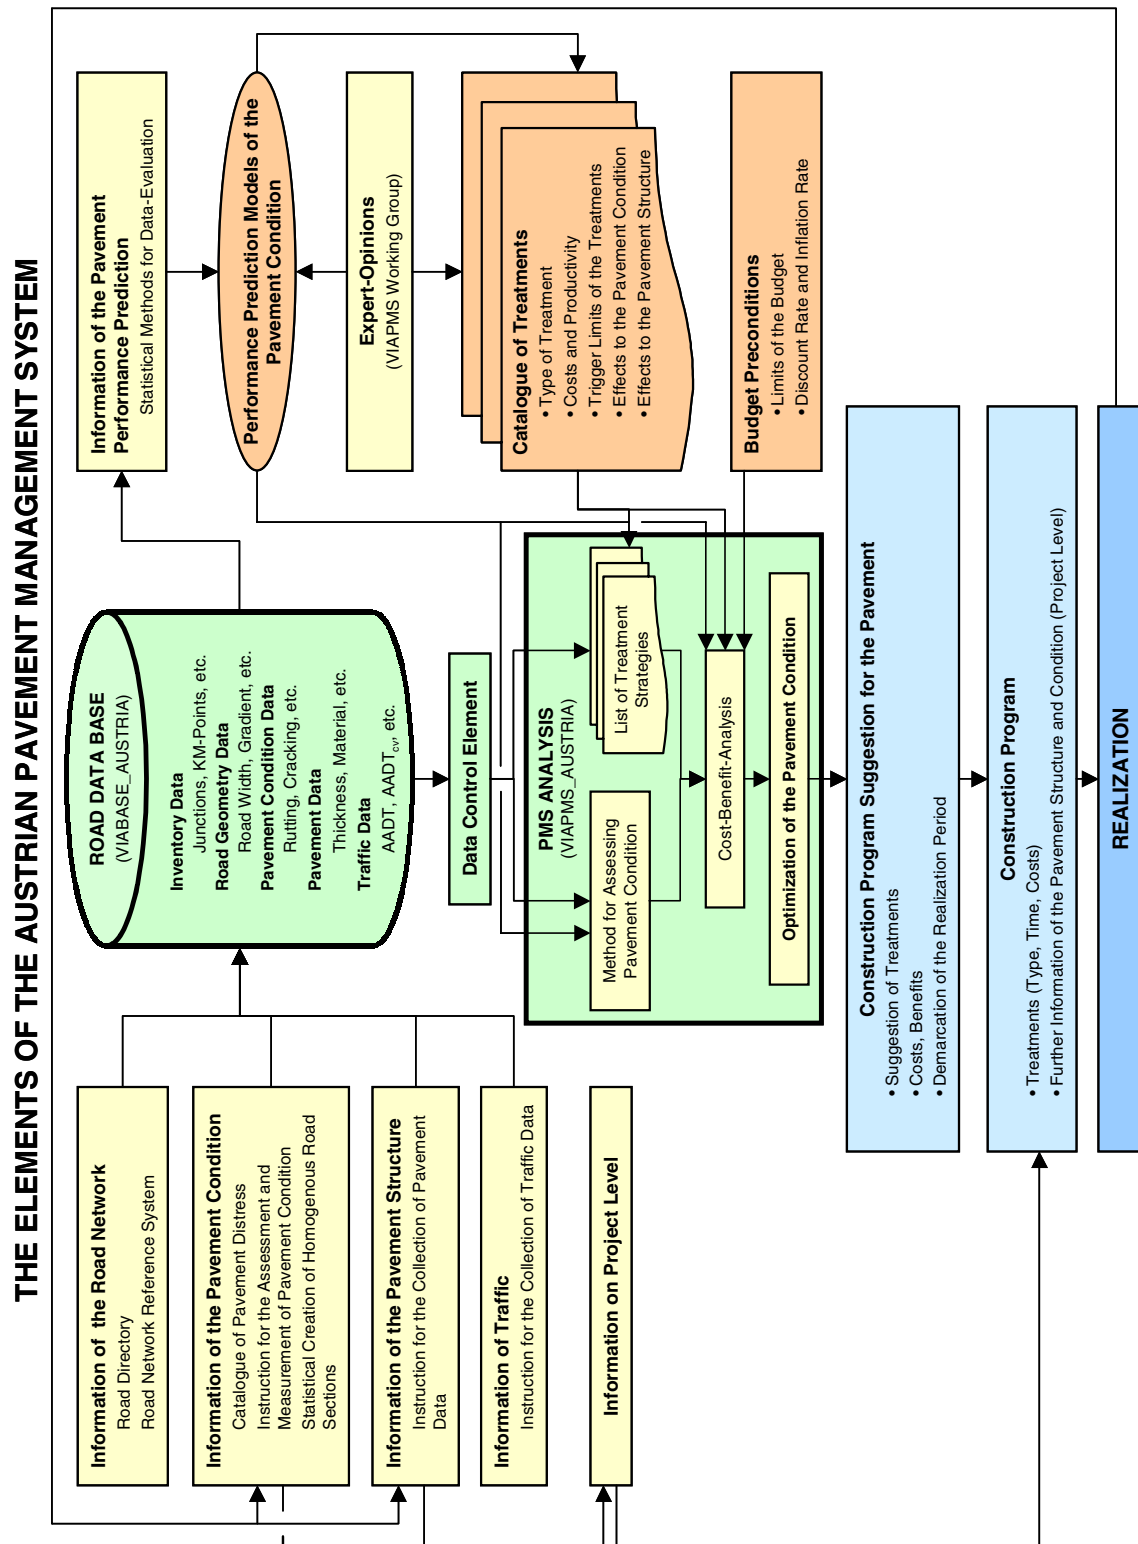 THE ELEMENTS OF THE AUSTRIAN PAVEMENT MANAGEMENT SYSTEM
Information of the Road Network
Road Directory
Road Network Reference System
Information of the Pavement Condition
Catalogue of Pavement Distress
Instruction for the Assessment and
Measurement of Pavement Condition
Statistical Creation of Homogenous Road
Sections
Information of the Pavement Structure
Instruction for the Collection of Pavement
Data
Information of Traffic
Instruction for the Collection of Traffic Data
Information on Project Level
ROAD DATA BASE
(VIABASE_AUSTRIA)
Inventory Data
Junctions, KM-Points, etc.
Road Geometry Data
Road Width, Gradient, etc.
Pavement Condition Data
Rutting, Cracking, etc.
Pavement Data
Thickness, Material, etc.
Traffic Data
AADT, AADTcv, etc.
Data Control Element
PMS ANALYSIS
(VIAPMS_AUSTRIA)
Method for Assessing
Pavement Condition
List of Treatment
Strategies
Cost-Benefit-Analysis
Optimization of the Pavement Condition
Information of the Pavement
Performance Prediction
Statistical Methods for Data-Evaluation
Performance Prediction Models of the
Pavement Condition
Expert-Opinions
(VIAPMS Working Group)
Catalogue of Treatments
• Type of Treatment
• Costs and Productivity
• Trigger Limits of the Treatments
• Effects to the Pavement Condition
• Effects to the Pavement Structure
Budget Preconditions
• Limits of the Budget
• Discount Rate and Inflation Rate
Construction Program Suggestion for the Pavement
• Suggestion of Treatments
• Costs, Benefits
• Demarcation of the Realization Period
Construction Program
• Treatments (Type, Time, Costs)
• Further Information of the Pavement Structure and Condition (Project Level)
REALIZATION